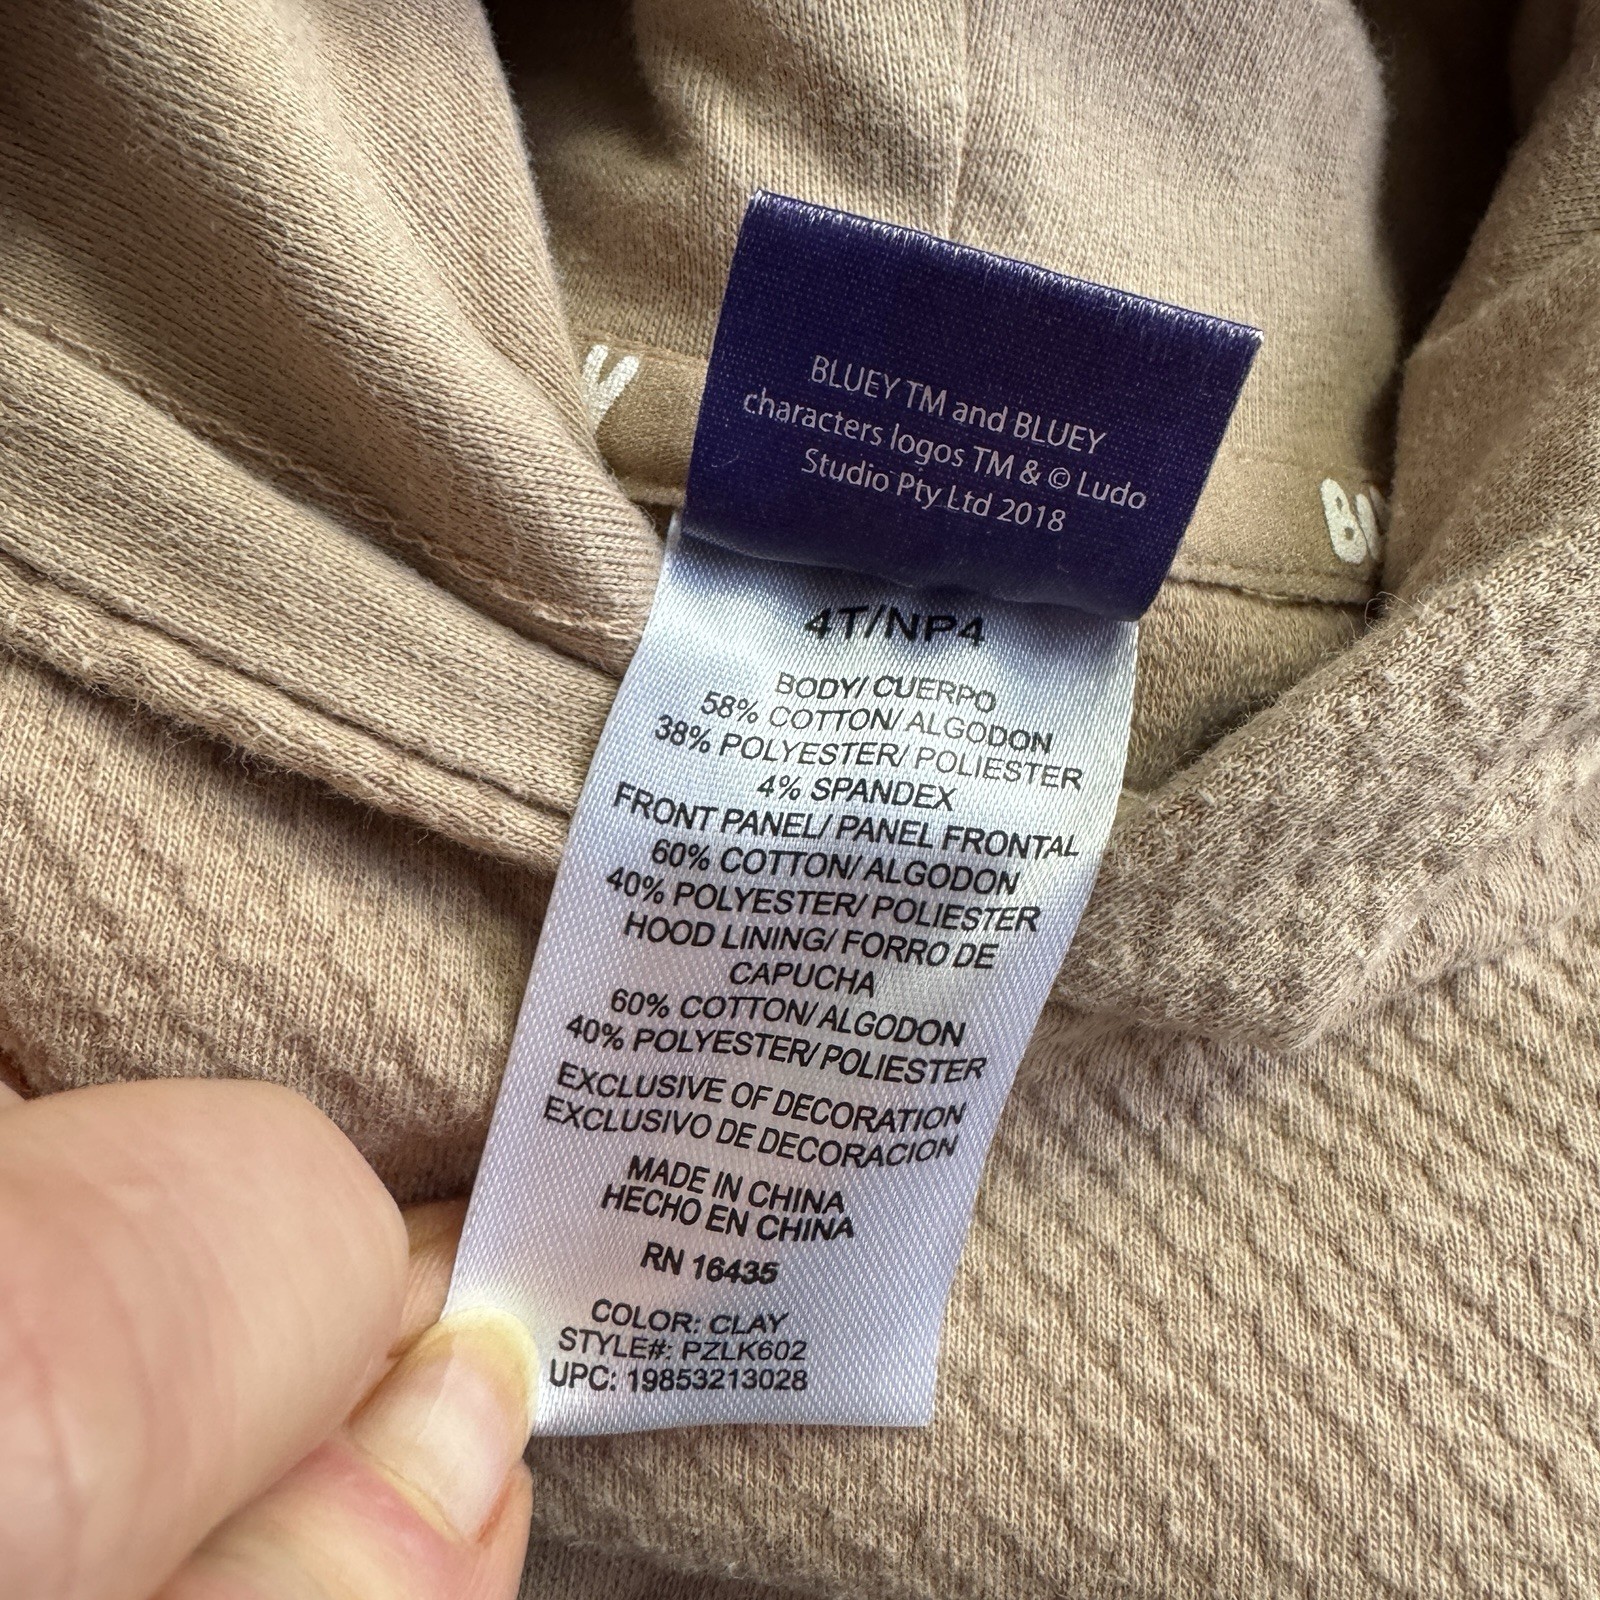 BLUEY TM and BLUEY
characters logos TM & © Ludo
Studio Pty Ltd 2018
4T/NP4
BODY/ CUERPO
58% COTTON/ ALGODON
38% POLYESTER/ POLIESTER
4% SPANDEX
FRONT PANEL/ PANEL FRONTAL
60% COTTON/ ALGODON
40% POLYESTER/ POLIESTER
HOOD LINING/ FORRO DE
CAPUCHA
60% COTTON/ ALGODON
40% POLYESTER/ POLIESTER
EXCLUSIVE OF DECORATION
EXCLUSIVO DE DECORACION
MADE IN CHINA
HECHO EN CHINA
RN 16435
COLOR: CLAY
STYLE#: PZLK602
UPC: 19853213028